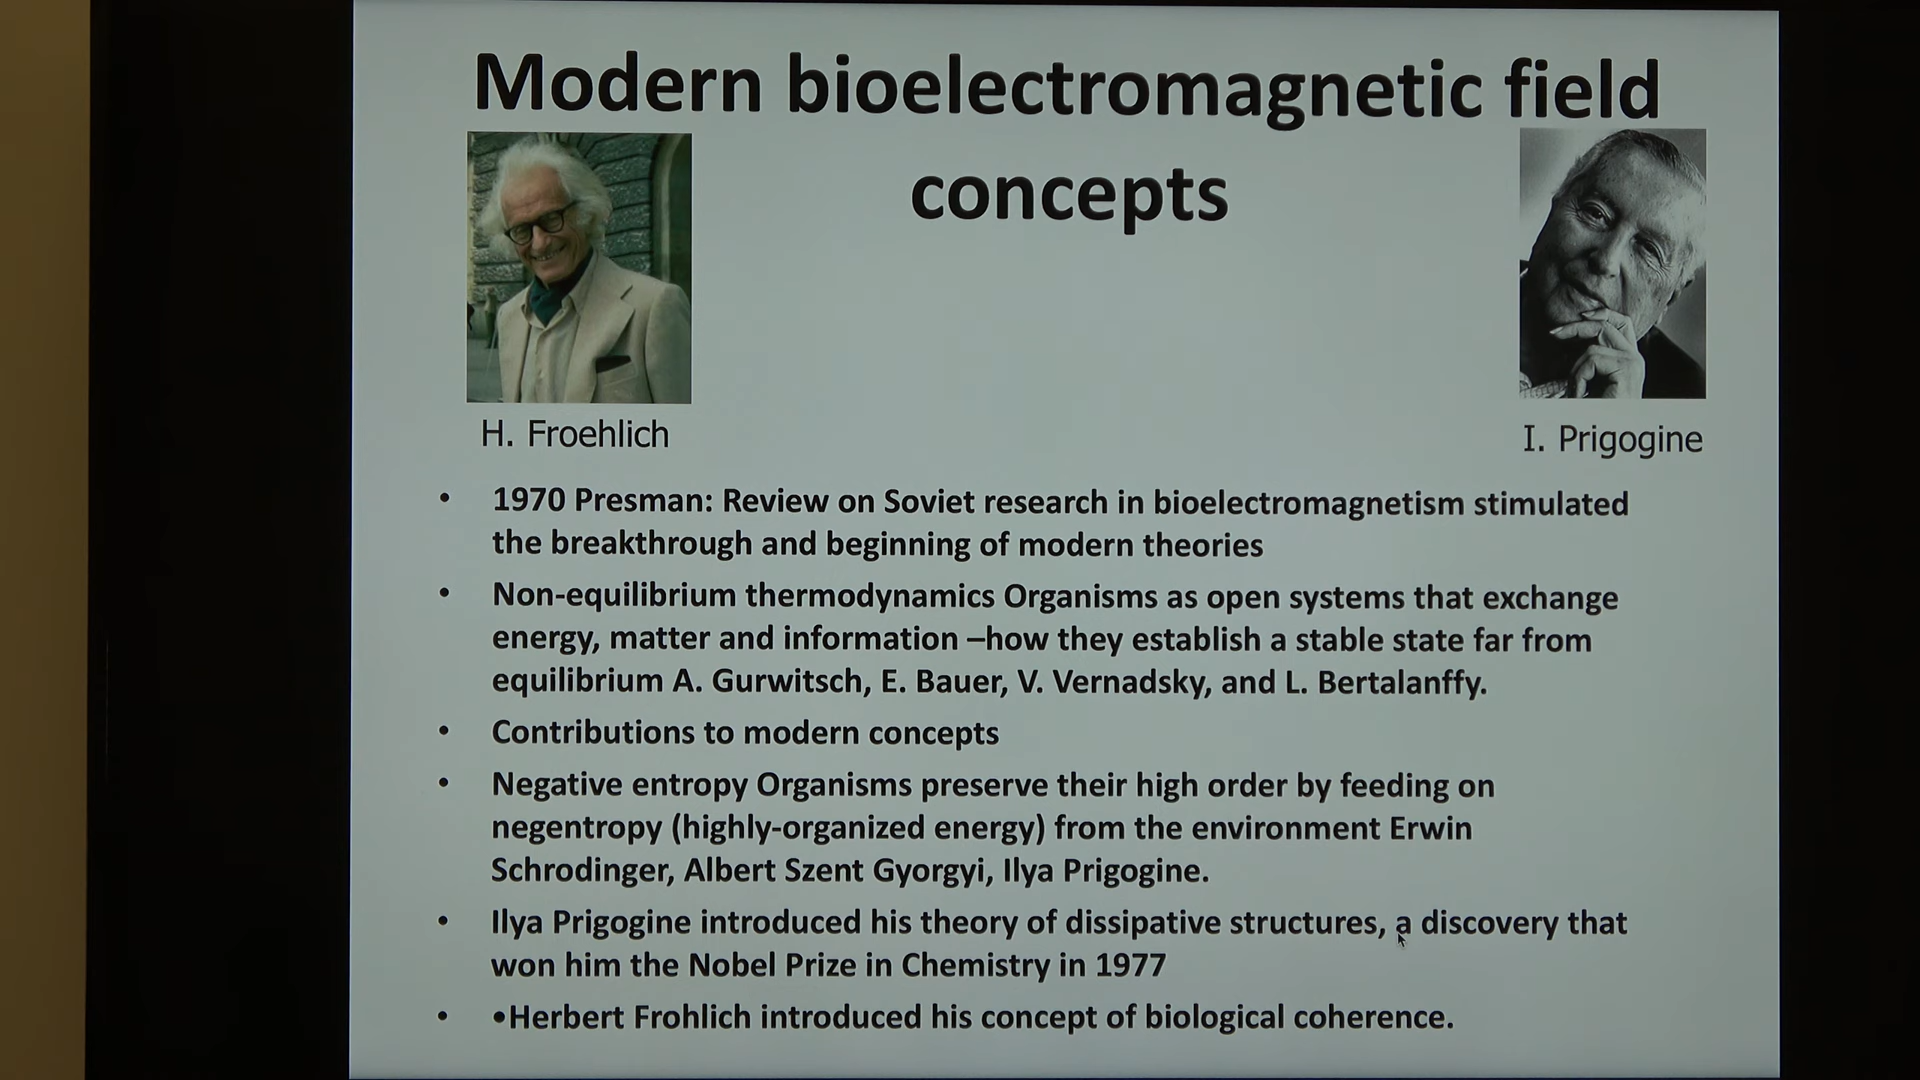 Modern bioelectromagnetic field
concepts
H. Froehlich
I. Prigogine
• 1970 Presman: Review on Soviet research in bioelectromagnetism stimulated
the breakthrough and beginning of modern theories
• Non-equilibrium thermodynamics Organisms as open systems that exchange
energy, matter and information –how they establish a stable state far from
equilibrium A. Gurwitsch, E. Bauer, V. Vernadsky, and L. Bertalanffy.
• Contributions to modern concepts
• Negative entropy Organisms preserve their high order by feeding on
negentropy (highly-organized energy) from the environment Erwin
Schrodinger, Albert Szent Gyorgyi, Ilya Prigogine.
• Ilya Prigogine introduced his theory of dissipative structures, a discovery that
won him the Nobel Prize in Chemistry in 1977
• •Herbert Frohlich introduced his concept of biological coherence.